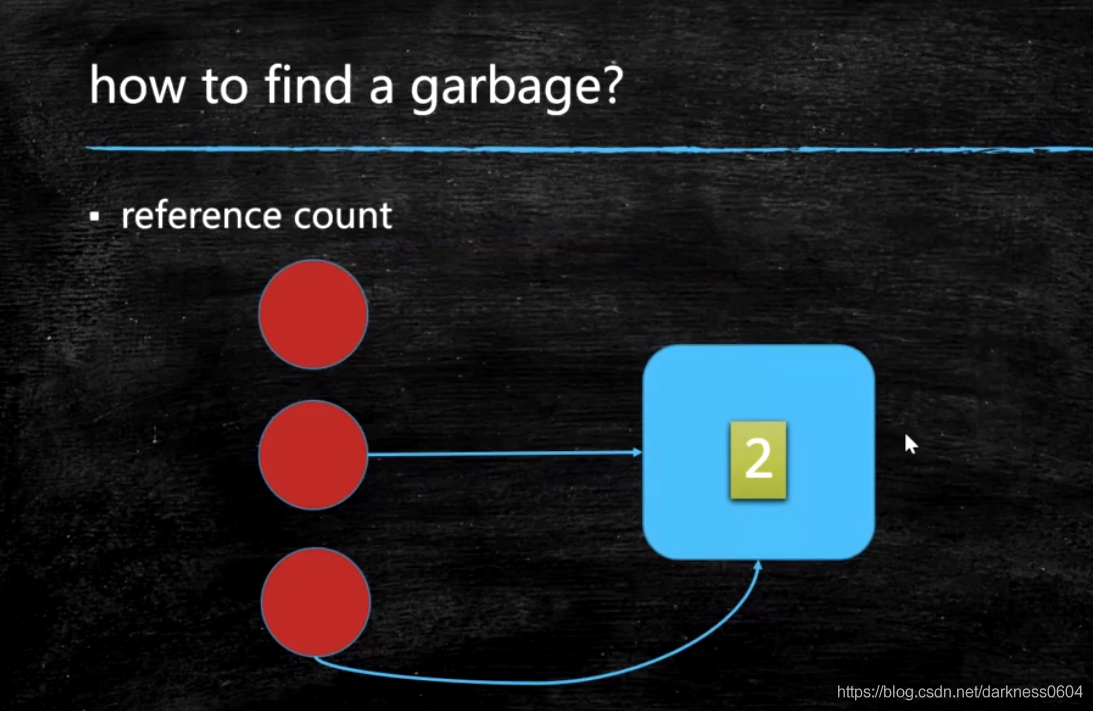 how to find a garbage?
▪ reference count
2
https://blog.csdn.net/darkness0604